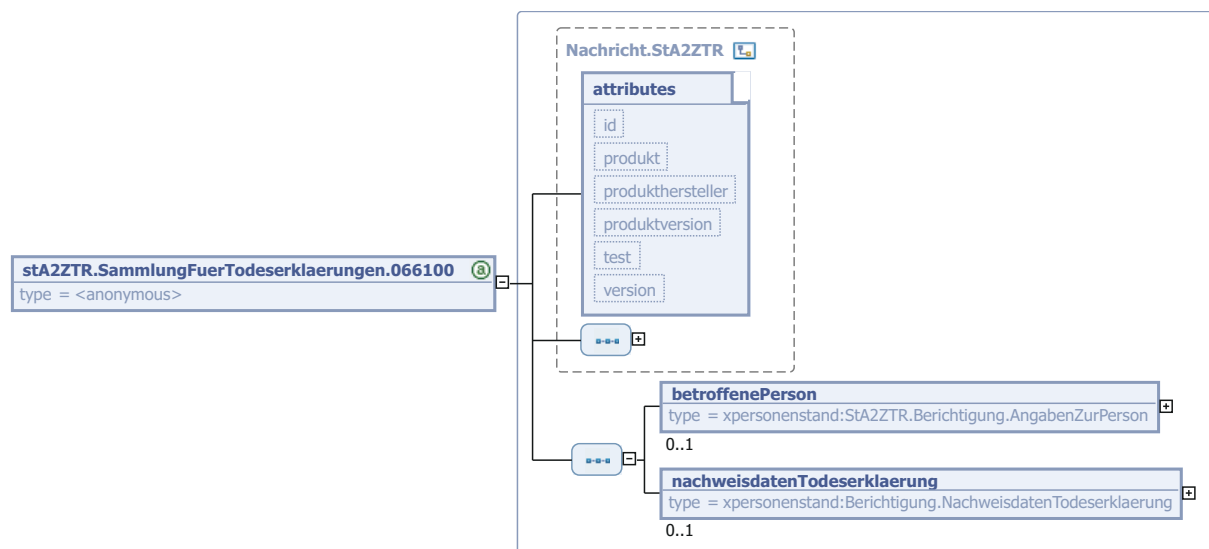 Nachricht.StA2ZTR
attributes
id
produkt
produkthersteller
produktversion
test
version
stA2ZTR.SammlungFuerTodeserklaerungen.066100
a
type = <anonymous>
betroffenePerson
type = xpersonenstand:StA2ZTR.Berichtigung.AngabenZurPerson
0..1
nachweisdatenTodeserklaerung
type = xpersonenstand:Berichtigung.NachweisdatenTodeserklaerung
0..1